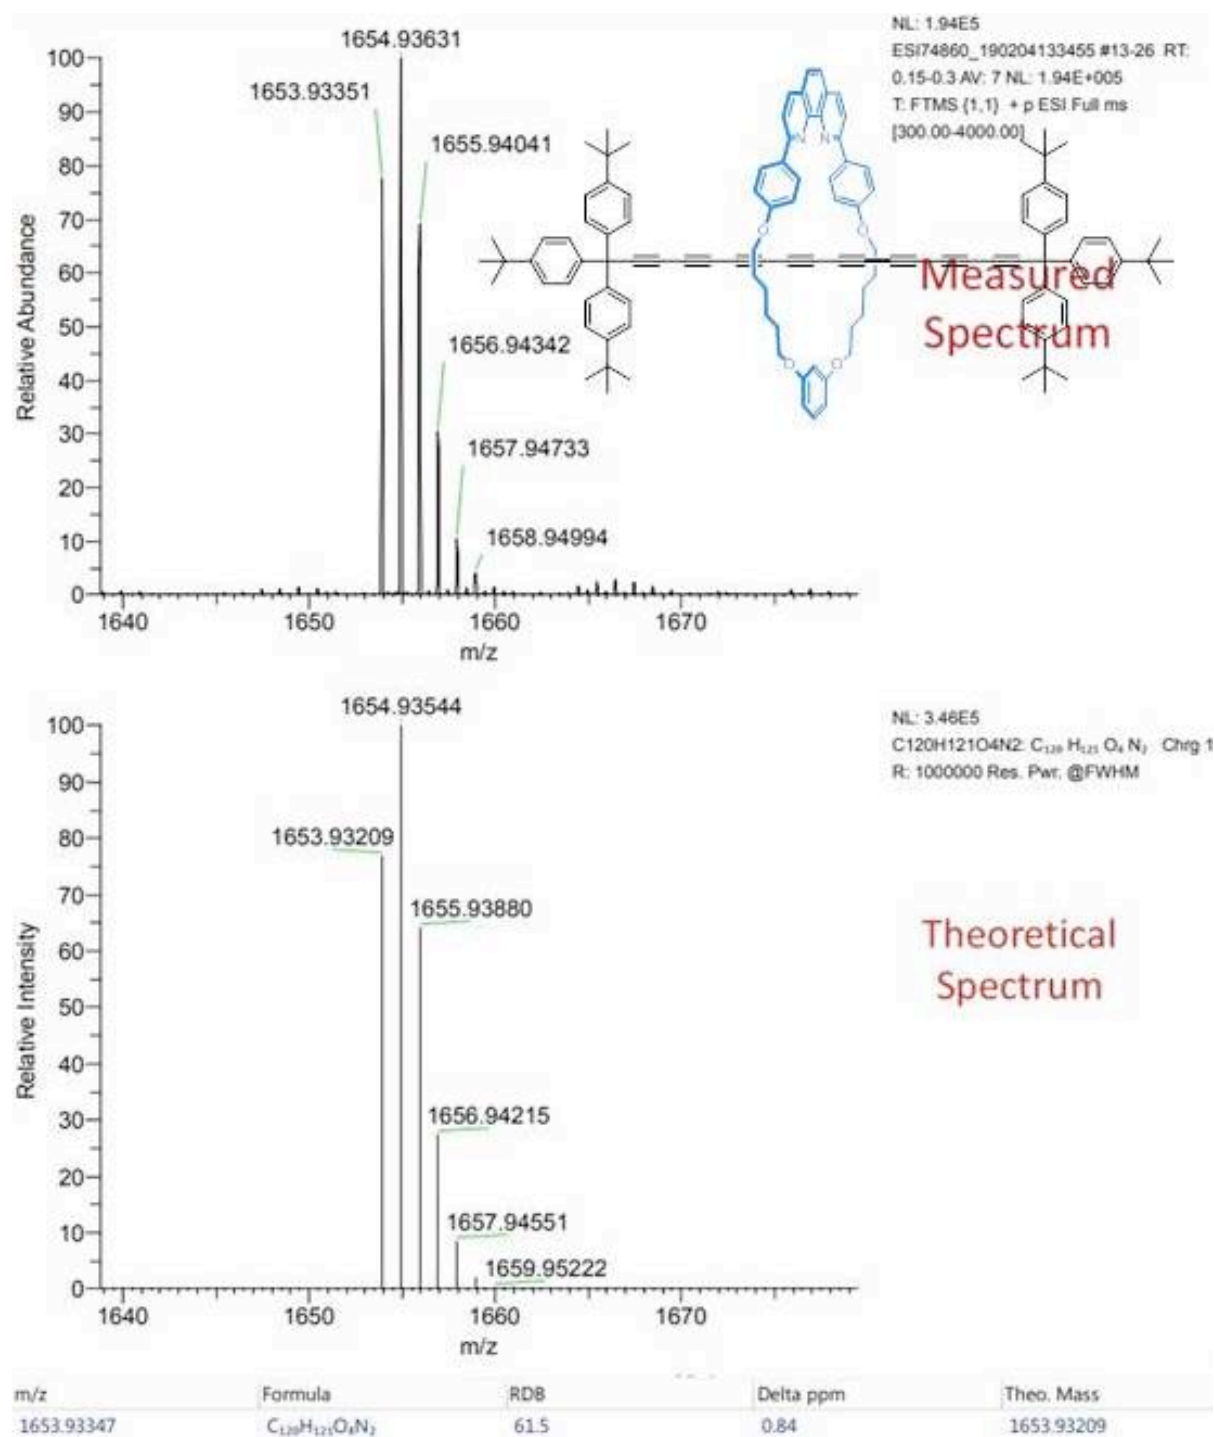 NL: 1.94E5
ESI74860_190204133455 #13-26 RT:
0.15-0.3 AV: 7 NL: 1.94E+005
T: FTMS {1,1} + p ESI Full ms
[300.00-4000.00]
1654.93631
1653.93351
1655.94041
1656.94342
1657.94733
1658.94994
Measured
Spectrum
N
N
O
O
O
O
Relative Abundance
100
90
80
70
60
50
40
30
20
10
0
1640
1650
1660
1670
m/z
NL: 3.46E5
C120H121O4N2: C₁₂₀ H₁₂₁ O₄ N₂ Chrg 1
R: 1000000 Res. Pwr. @FWHM
1654.93544
1653.93209
1655.93880
1656.94215
1657.94551
1659.95222
Theoretical
Spectrum
Relative Intensity
100
90
80
70
60
50
40
30
20
10
0
1640
1650
1660
1670
m/z
m/z Formula RDB Delta ppm Theo. Mass
1653.93347 C₁₂₀H₁₂₁O₄N₂ 61.5 0.84 1653.93209